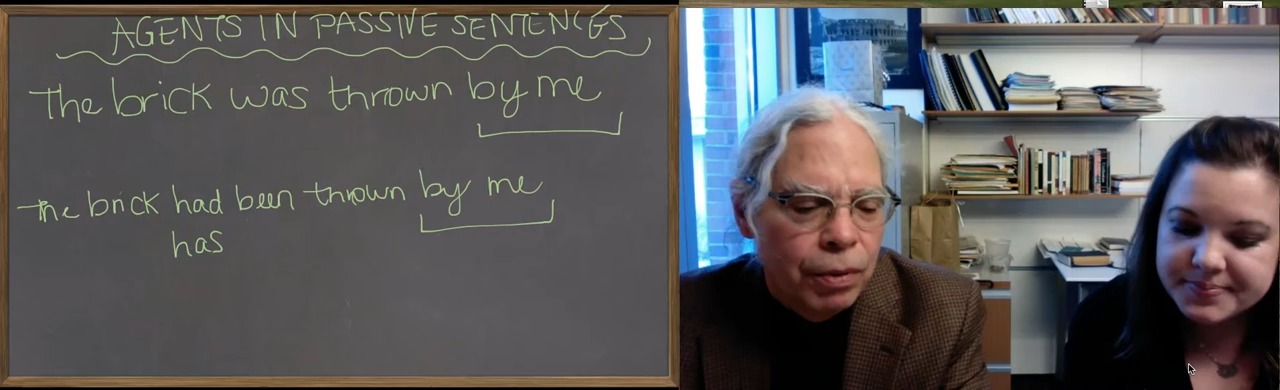 AGENTS IN PASSIVE SENTENCES
The brick was thrown by me
The brick had been thrown by me
has